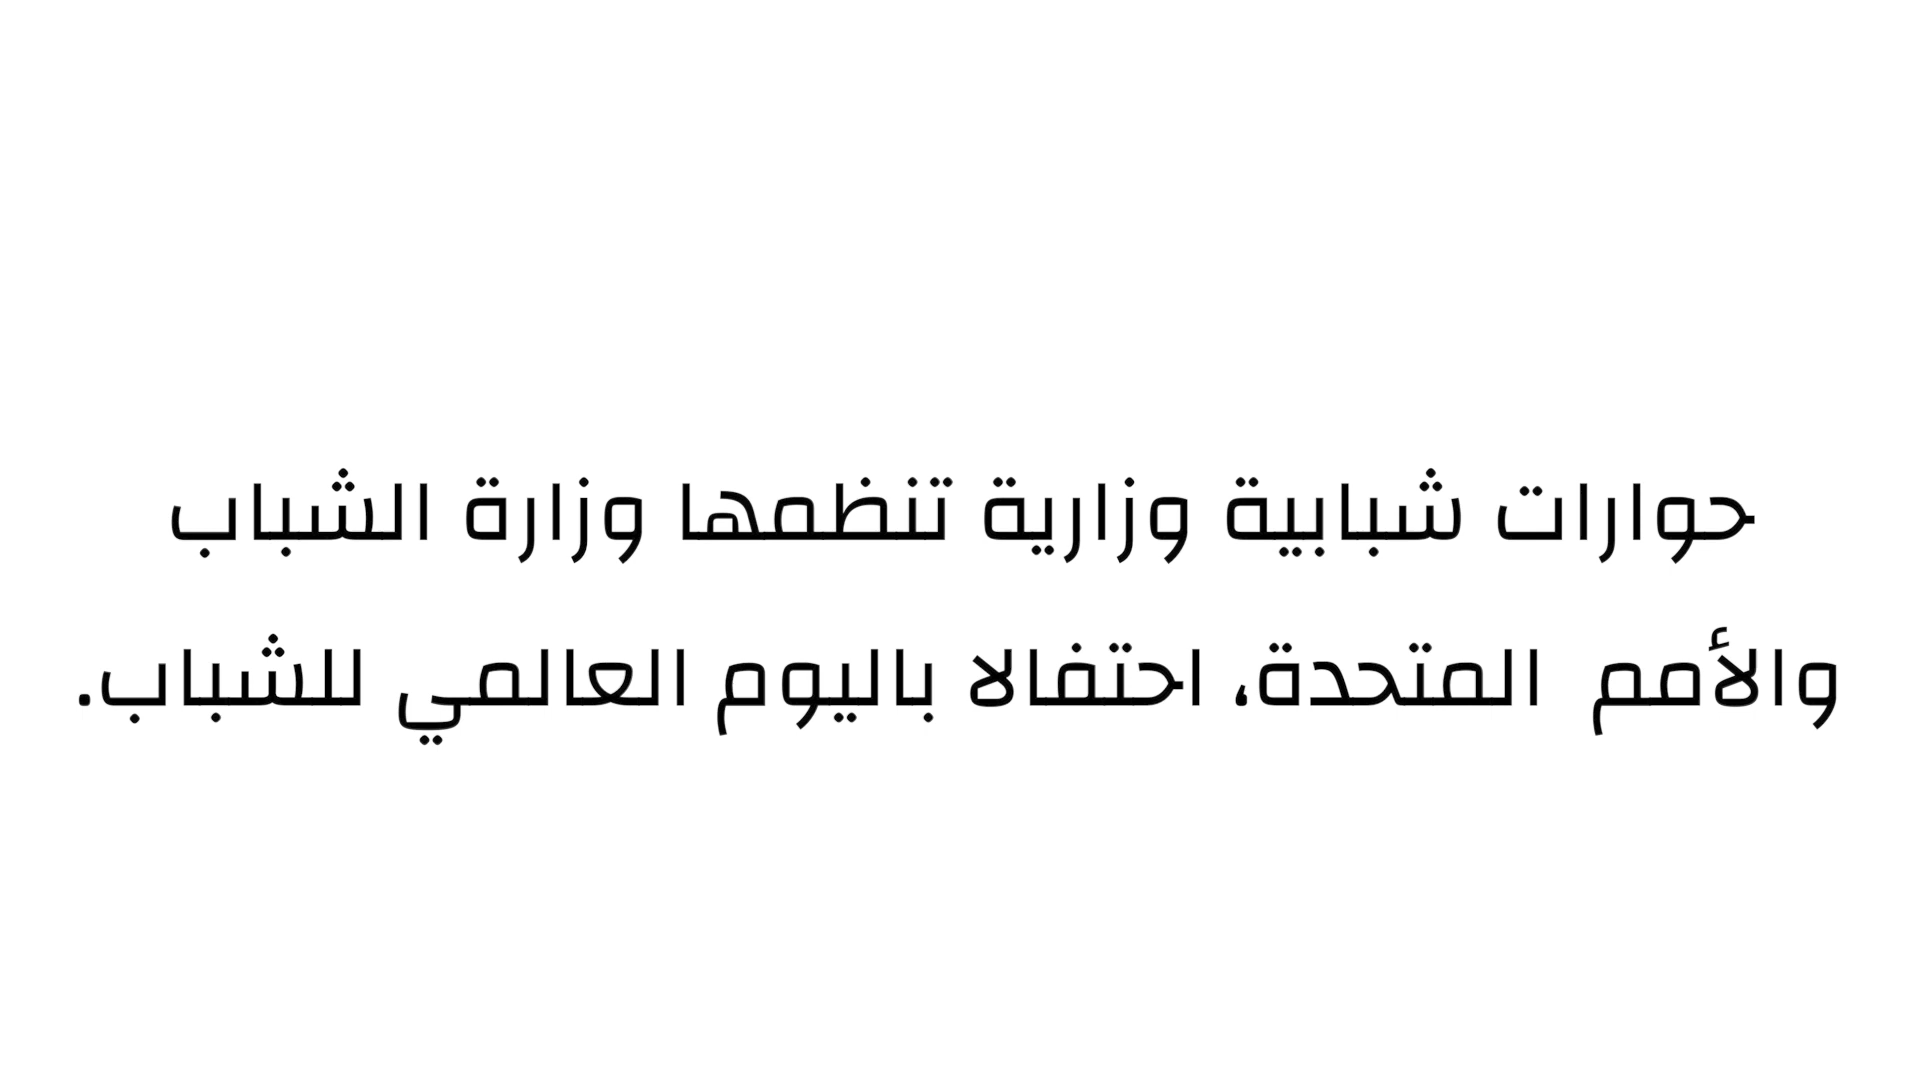 حوارات شبابية وزارية تنظمها وزارة الشباب
والأمم المتحدة، احتفالا باليوم العالمي للشباب.